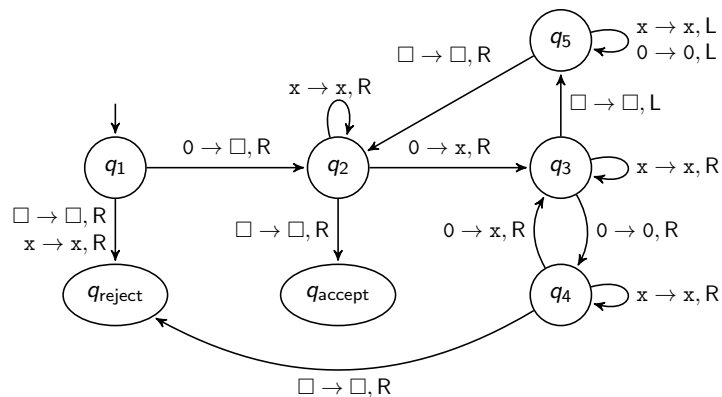 q5
x → x, L
0 → 0, L
□ → □, R
x → x, R
□ → □, L
q1
0 → □, R
q2
0 → x, R
q3
x → x, R
□ → □, R
x → x, R
□ → □, R
0 → x, R
0 → 0, R
qreject
qaccept
q4
x → x, R
□ → □, R